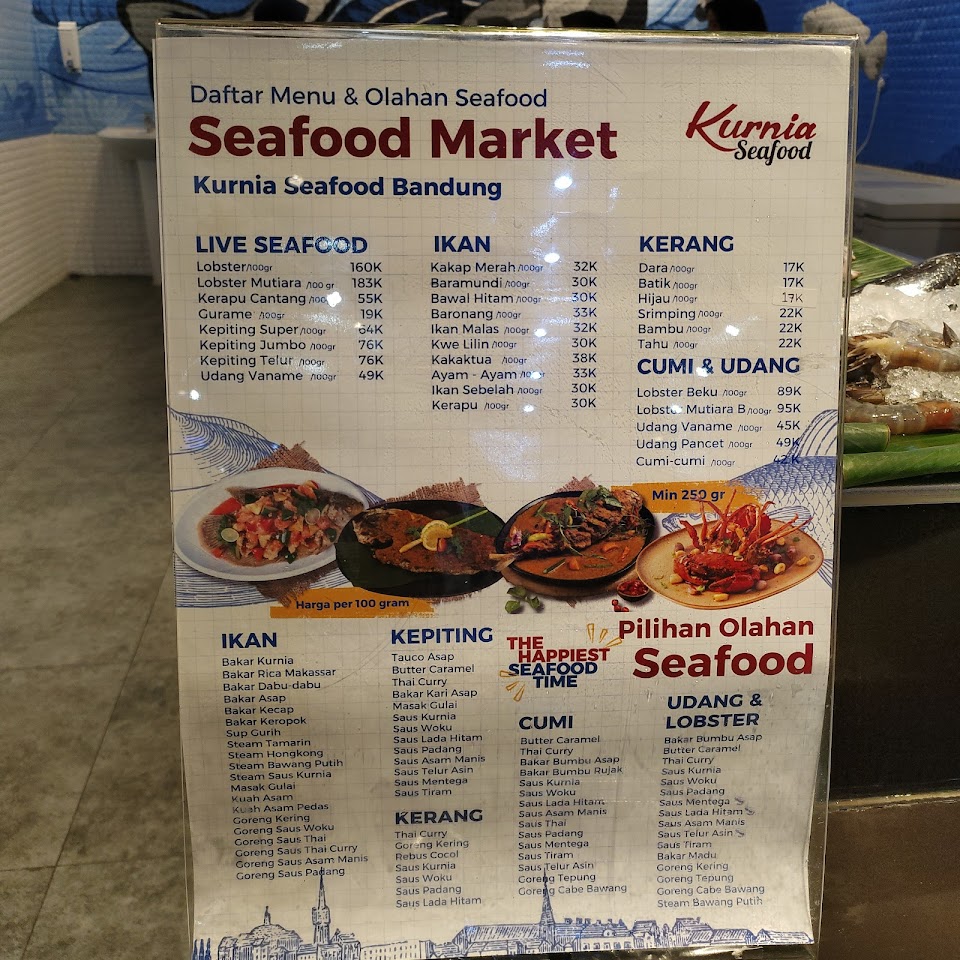 Daftar Menu & Olahan Seafood
Seafood Market
Kurnia Seafood Bandung
Kurnia
Seafood
LIVE SEAFOOD
Lobster/100gr 160K
Lobster Mutiara /100 gr 183K
Kerapu Cantang /100gr 55K
Gurame /100gr 19K
Kepiting Super /100gr 64K
Kepiting Jumbo /100gr 76K
Kepiting Telur /100gr 76K
Udang Vaname /100gr 49K
IKAN
Kakap Merah /100gr 32K
Baramundi /100gr 30K
Bawal Hitam /100gr 30K
Baronang /100gr 33K
Ikan Malas /100gr 32K
Kwe Lilin /100gr 30K
Kakaktua /100gr 38K
Ayam - Ayam /100gr 33K
Ikan Sebelah /100gr 30K
Kerapu /100gr 30K
KERANG
Dara /100gr 17K
Batik /100gr 17K
Hijau /100gr 17K
Srimping /100gr 22K
Bambu /100gr 22K
Tahu /100gr 22K
CUMI & UDANG
Lobster Beku /100gr 89K
Lobster Mutiara B/100gr 95K
Udang Vaname /100gr 45K
Udang Pancet /100gr 49K
Cumi-cumi /100gr 42K
Min 250 gr
Harga per 100 gram
THE
HAPPIEST
SEAFOOD
TIME
Pilihan Olahan
Seafood
IKAN
Bakar Kurnia
Bakar Rica Makassar
Bakar Dabu-dabu
Bakar Asap
Bakar Kecap
Bakar Keropok
Sup Gurih
Steam Tamarin
Steam Hongkong
Steam Bawang Putih
Steam Saus Kurnia
Masak Gulai
Kuah Asam
Kuah Asam Pedas
Goreng Kering
Goreng Saus Woku
Goreng Saus Thai
Goreng Saus Thai Curry
Goreng Saus Asam Manis
Goreng Saus Padang
KEPITING
Tauco Asap
Butter Caramel
Thai Curry
Bakar Kari Asap
Masak Gulai
Saus Kurnia
Saus Woku
Saus Lada Hitam
Saus Padang
Saus Asam Manis
Saus Telur Asin
Saus Mentega
Saus Tiram
KERANG
Thai Curry
Goreng Kering
Rebus Cocol
Saus Kurnia
Saus Woku
Saus Padang
Saus Lada Hitam
CUMI
Butter Caramel
Thai Curry
Bakar Bumbu Asap
Bakar Bumbu Rujak
Saus Kurnia
Saus Woku
Saus Lada Hitam
Saus Asam Manis
Saus Thai
Saus Padang
Saus Mentega
Saus Tiram
Saus Telur Asin
Goreng Tepung
Goreng Cabe Bawang
UDANG &
LOBSTER
Bakar Bumbu Asap
Butter Caramel
Thai Curry
Saus Kurnia
Saus Woku
Saus Padang
Saus Mentega
Saus Lada Hitam
Saus Asam Manis
Saus Telur Asin
Saus Tiram
Bakar Madu
Goreng Kering
Goreng Tepung
Goreng Cabe Bawang
Steam Bawang Putih